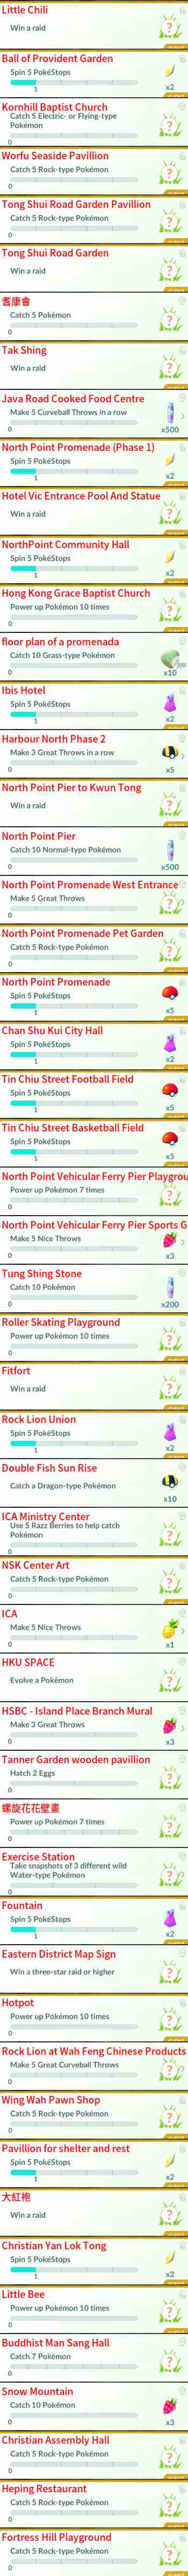 Little Chili
Win a raid
Ball of Provident Garden
Spin 5 PokéStops
1
x2
Kornhill Baptist Church
Catch 5 Electric- or Flying-type
Pokémon
0
Worfu Seaside Pavillion
Catch 5 Rock-type Pokémon
0
Tong Shui Road Garden Pavillion
Catch 5 Rock-type Pokémon
0
Tong Shui Road Garden
Win a raid
耆康會
Catch 5 Pokémon
0
Tak Shing
Win a raid
Java Road Cooked Food Centre
Make 5 Curveball Throws in a row
0
x500
North Point Promenade (Phase 1)
Spin 5 PokéStops
1
x2
Hotel Vic Entrance Pool And Statue
Win a raid
NorthPoint Community Hall
Spin 5 PokéStops
1
x2
Hong Kong Grace Baptist Church
Power up Pokémon 10 times
0
floor plan of a promenada
Catch 10 Grass-type Pokémon
0
x10
Ibis Hotel
Spin 5 PokéStops
1
x2
Harbour North Phase 2
Make 3 Great Throws in a row
0
x5
North Point Pier to Kwun Tong
Win a raid
North Point Pier
Catch 10 Normal-type Pokémon
0
x500
North Point Promenade West Entrance
Make 5 Great Throws
0
North Point Promenade Pet Garden
Catch 5 Rock-type Pokémon
0
North Point Promenade
Spin 5 PokéStops
1
x5
Chan Shu Kui City Hall
Spin 5 PokéStops
1
x2
Tin Chiu Street Football Field
Spin 5 PokéStops
1
x5
Tin Chiu Street Basketball Field
Spin 5 PokéStops
1
x5
North Point Vehicular Ferry Pier Playgrou
Power up Pokémon 7 times
0
North Point Vehicular Ferry Pier Sports G
Make 5 Nice Throws
0
x3
Tung Shing Stone
Catch 10 Pokémon
0
x200
Roller Skating Playground
Power up Pokémon 10 times
0
Fitfort
Win a raid
Rock Lion Union
Spin 5 PokéStops
1
x2
Double Fish Sun Rise
Catch a Dragon-type Pokémon
x10
ICA Ministry Center
Use 5 Razz Berries to help catch
Pokémon
0
NSK Center Art
Catch 5 Rock-type Pokémon
0
ICA
Make 5 Nice Throws
0
x1
HKU SPACE
Evolve a Pokémon
HSBC - Island Place Branch Mural
Make 3 Great Throws
0
x3
Tanner Garden wooden pavillion
Hatch 2 Eggs
0
螺旋花花壁畫
Power up Pokémon 7 times
0
Exercise Station
Take snapshots of 3 different wild
Water-type Pokémon
0
Fountain
Spin 5 PokéStops
1
x2
Eastern District Map Sign
Win a three-star raid or higher
Hotpot
Power up Pokémon 10 times
0
Rock Lion at Wah Feng Chinese Products
Make 5 Great Curveball Throws
0
Wing Wah Pawn Shop
Catch 5 Rock-type Pokémon
0
Pavillion for shelter and rest
Spin 5 PokéStops
1
x2
大紅袍
Win a raid
Christian Yan Lok Tong
Spin 5 PokéStops
1
x2
Little Bee
Power up Pokémon 10 times
0
Buddhist Man Sang Hall
Catch 7 Pokémon
0
Snow Mountain
Catch 10 Pokémon
0
x3
Christian Assembly Hall
Catch 5 Rock-type Pokémon
0
Heping Restaurant
Catch 5 Rock-type Pokémon
0
Fortress Hill Playground
Catch 5 Rock-type Pokémon
0